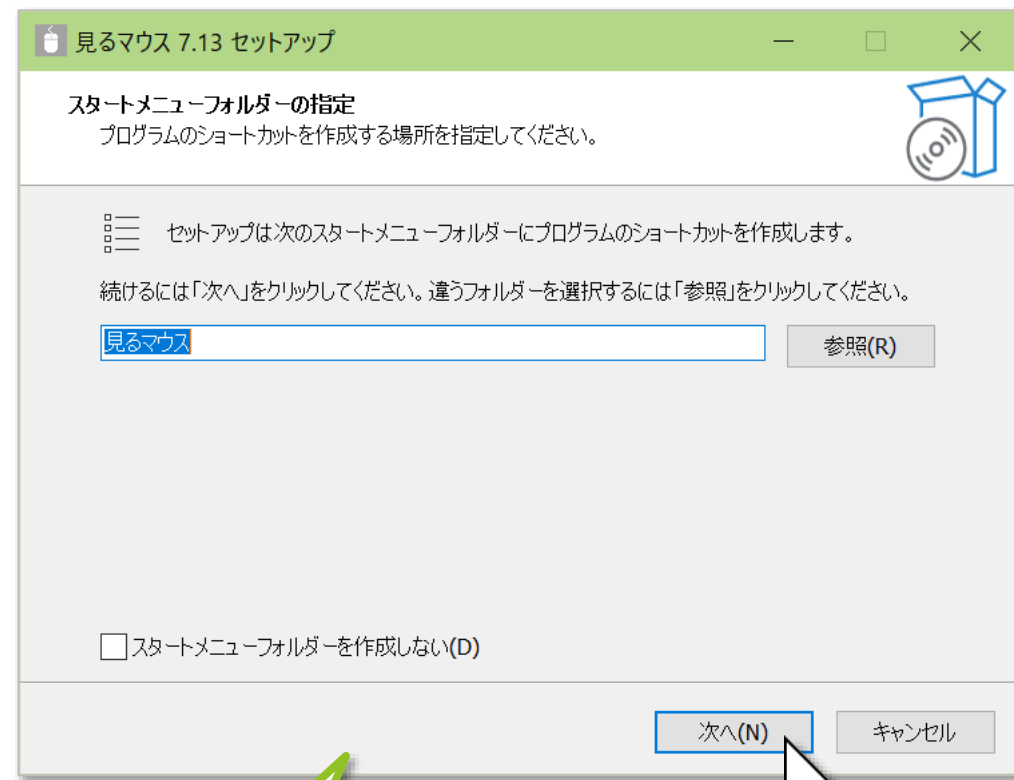 見るマウス 7.13 セットアップ
スタートメニューフォルダーの指定
プログラムのショートカットを作成する場所を指定してください。
セットアップは次のスタートメニューフォルダーにプログラムのショートカットを作成します。
続けるには「次へ」をクリックしてください。違うフォルダーを選択するには「参照」をクリックしてください。
見るマウス
参照(R)
スタートメニューフォルダーを作成しない(D)
次へ(N)
キャンセル